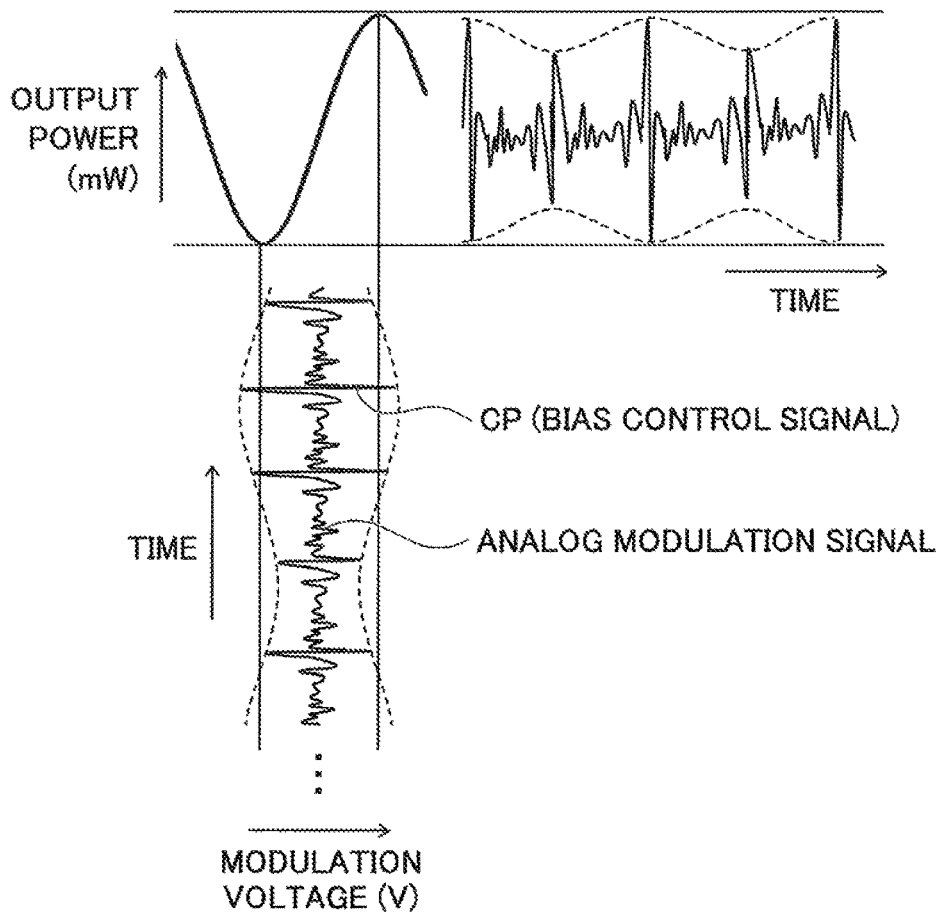 OUTPUT
POWER
(mW)
TIME
CP (BIAS CONTROL SIGNAL)
TIME
ANALOG MODULATION SIGNAL
MODULATION
VOLTAGE (V)